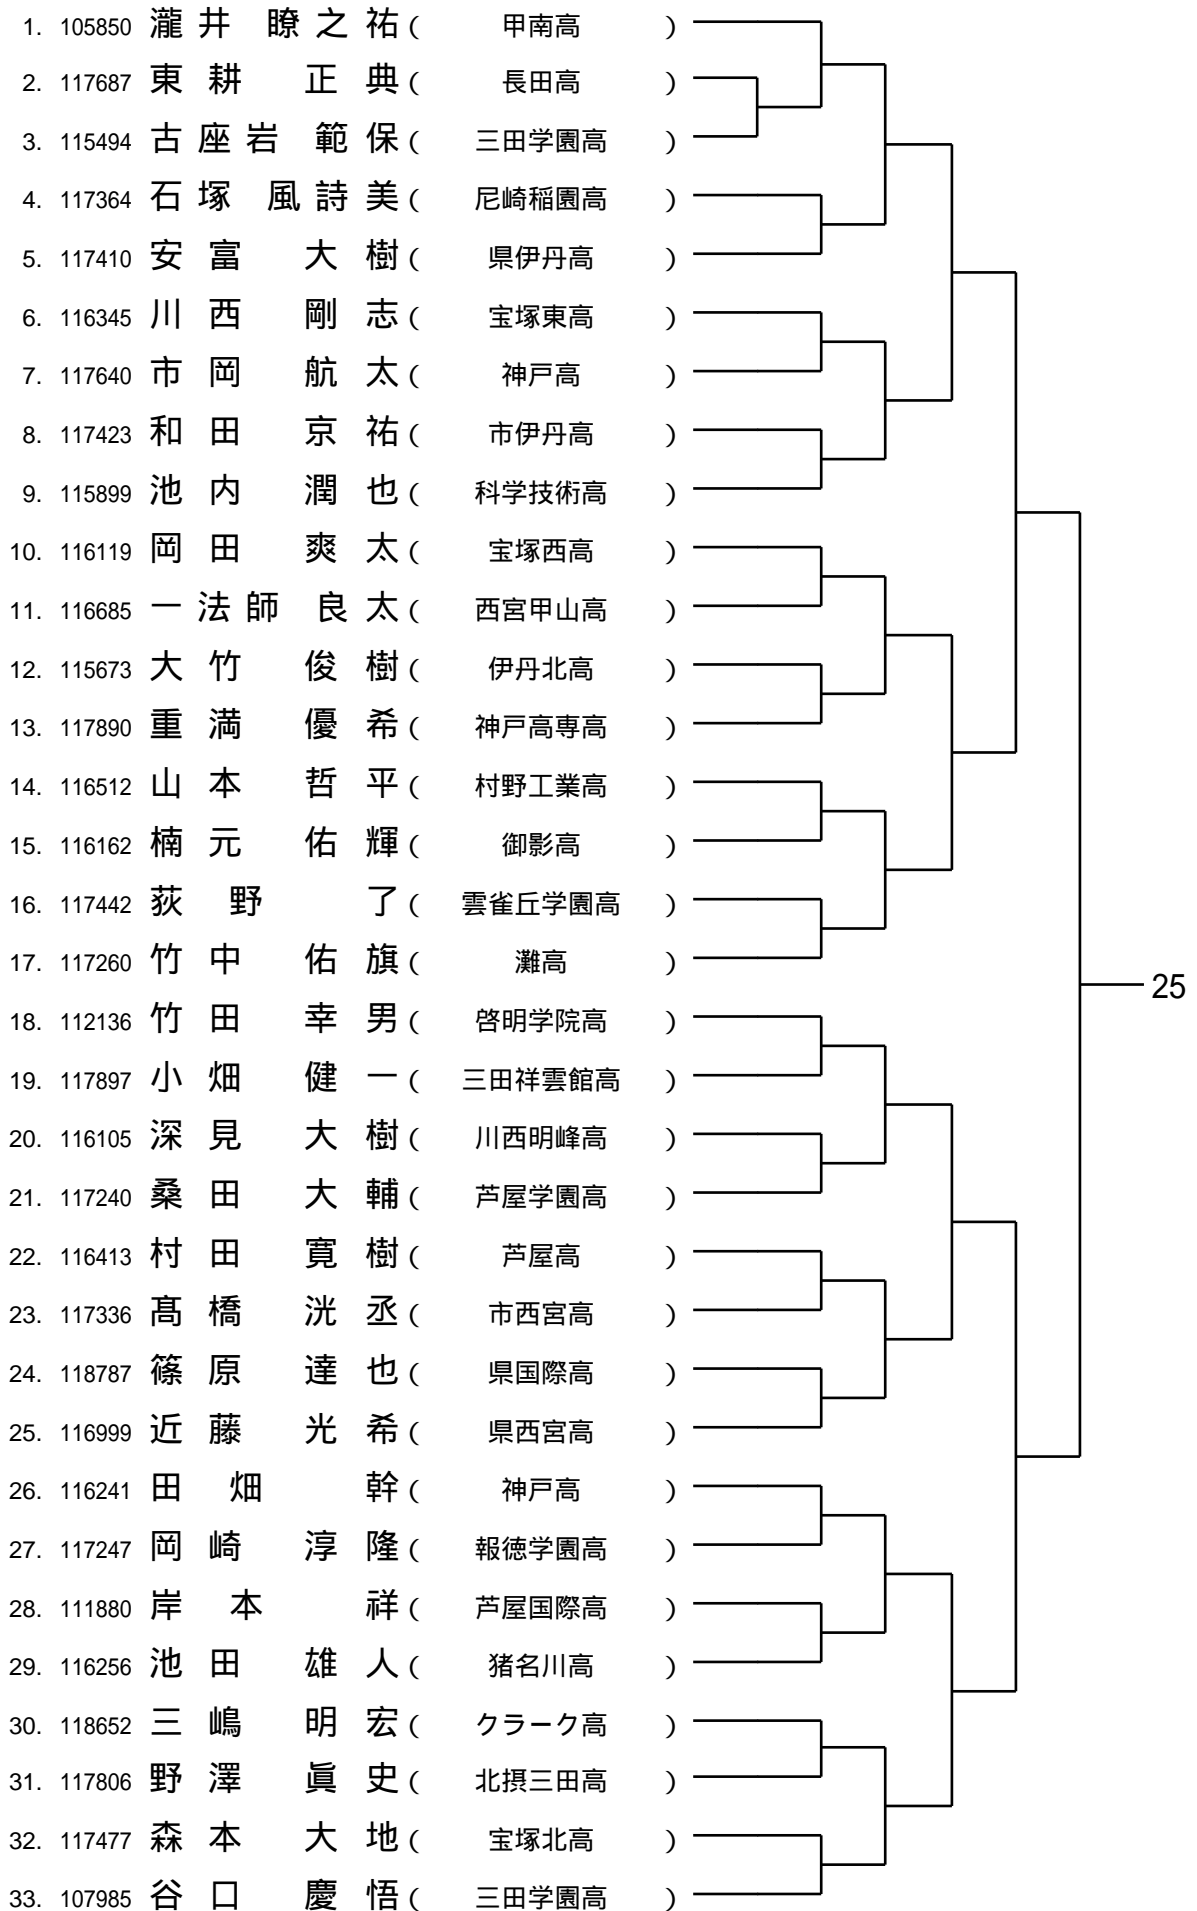 1. 105850 瀧井 瞭之祐 ( 甲南高 )
2. 117687 東耕 正典 ( 長田高 )
3. 115494 古座岩 範保 ( 三田学園高 )
4. 117364 石塚 風詩美 ( 尼崎稲園高 )
5. 117410 安富 大樹 ( 県伊丹高 )
6. 116345 川西 剛志 ( 宝塚東高 )
7. 117640 市岡 航太 ( 神戸高 )
8. 117423 和田 京祐 ( 市伊丹高 )
9. 115899 池内 潤也 ( 科学技術高 )
10. 116119 岡田 爽太 ( 宝塚西高 )
11. 116685 一法師 良太 ( 西宮甲山高 )
12. 115673 大竹 俊樹 ( 伊丹北高 )
13. 117890 重満 優希 ( 神戸高専高 )
14. 116512 山本 哲平 ( 村野工業高 )
15. 116162 楠元 佑輝 ( 御影高 )
16. 117442 荻野 了 ( 雲雀丘学園高 )
17. 117260 竹中 佑旗 ( 灘高 )
25
18. 112136 竹田 幸男 ( 啓明学院高 )
19. 117897 小畑 健一 ( 三田祥雲館高 )
20. 116105 深見 大樹 ( 川西明峰高 )
21. 117240 桑田 大輔 ( 芦屋学園高 )
22. 116413 村田 寛樹 ( 芦屋高 )
23. 117336 髙橋 洸丞 ( 市西宮高 )
24. 118787 篠原 達也 ( 県国際高 )
25. 116999 近藤 光希 ( 県西宮高 )
26. 116241 田畑 幹 ( 神戸高 )
27. 117247 岡崎 淳隆 ( 報徳学園高 )
28. 111880 岸本 祥 ( 芦屋国際高 )
29. 116256 池田 雄人 ( 猪名川高 )
30. 118652 三嶋 明宏 ( クラーク高 )
31. 117806 野澤 眞史 ( 北摂三田高 )
32. 117477 森本 大地 ( 宝塚北高 )
33. 107985 谷口 慶悟 ( 三田学園高 )